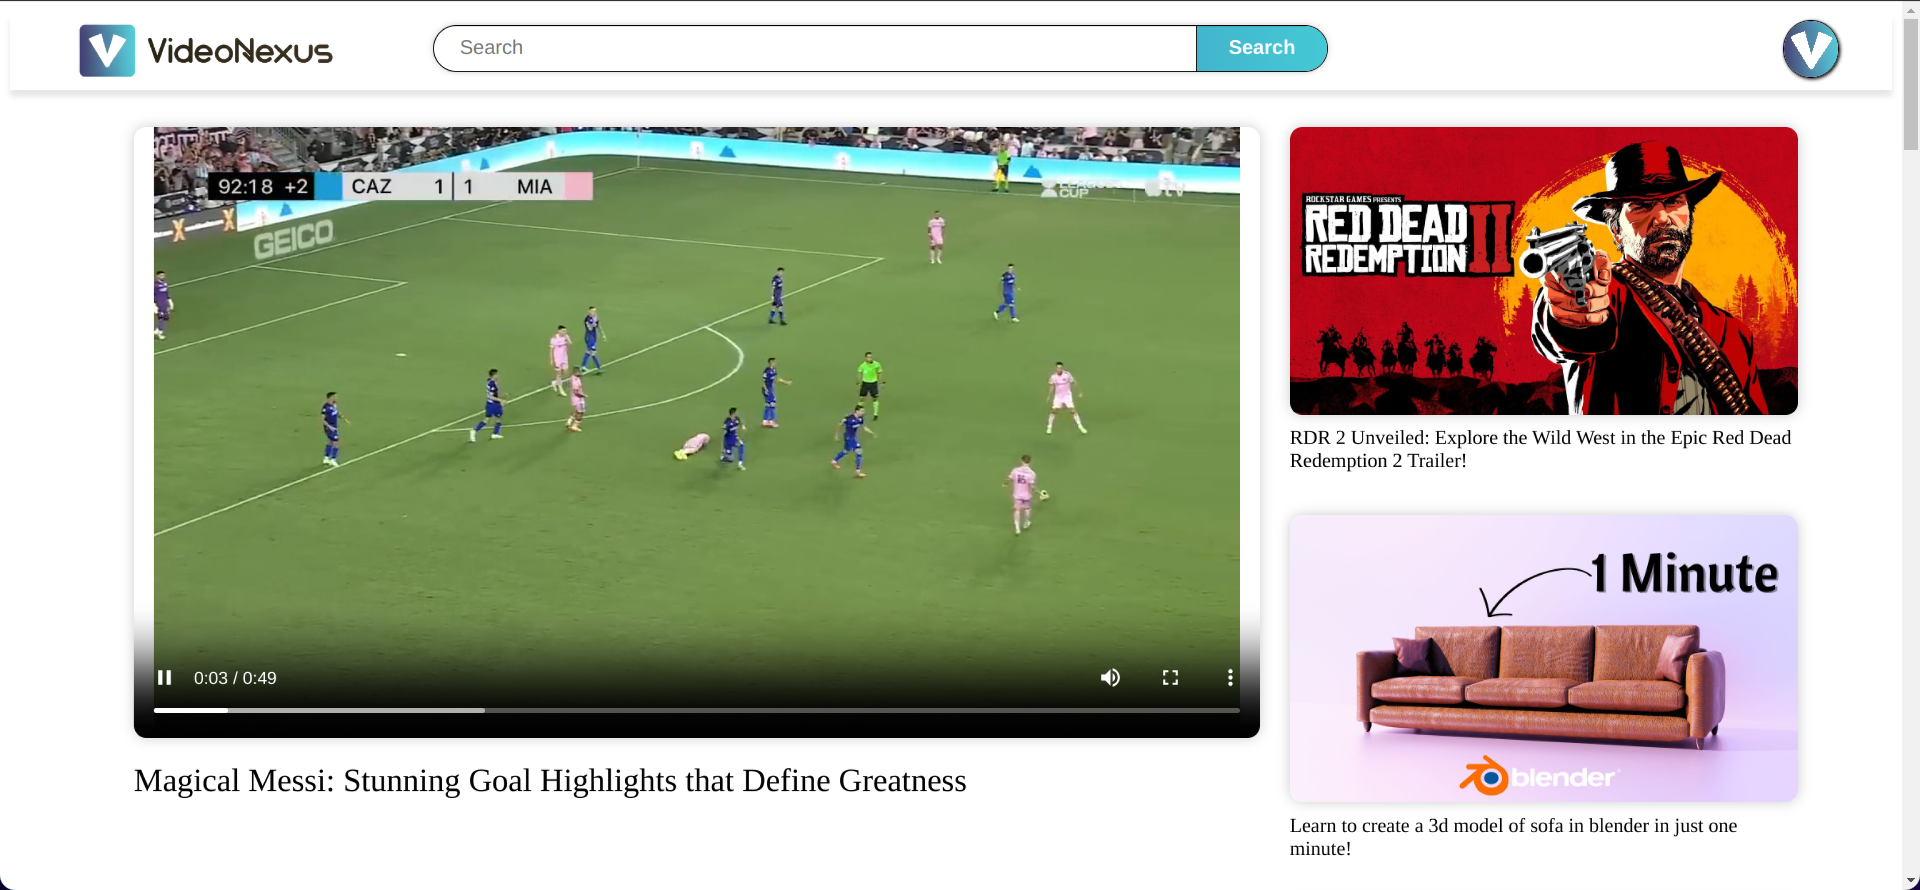 VideoNexus
Search
Search
92:18 +2 CAZ 1 1 MIA
LEAGUES CUP
tv
GEICO
0:03 / 0:49
Magical Messi: Stunning Goal Highlights that Define Greatness
ROCKSTAR GAMES PRESENTS
RED DEAD
REDEMPTION II
RDR 2 Unveiled: Explore the Wild West in the Epic Red Dead
Redemption 2 Trailer!
1 Minute
blender
Learn to create a 3d model of sofa in blender in just one
minute!